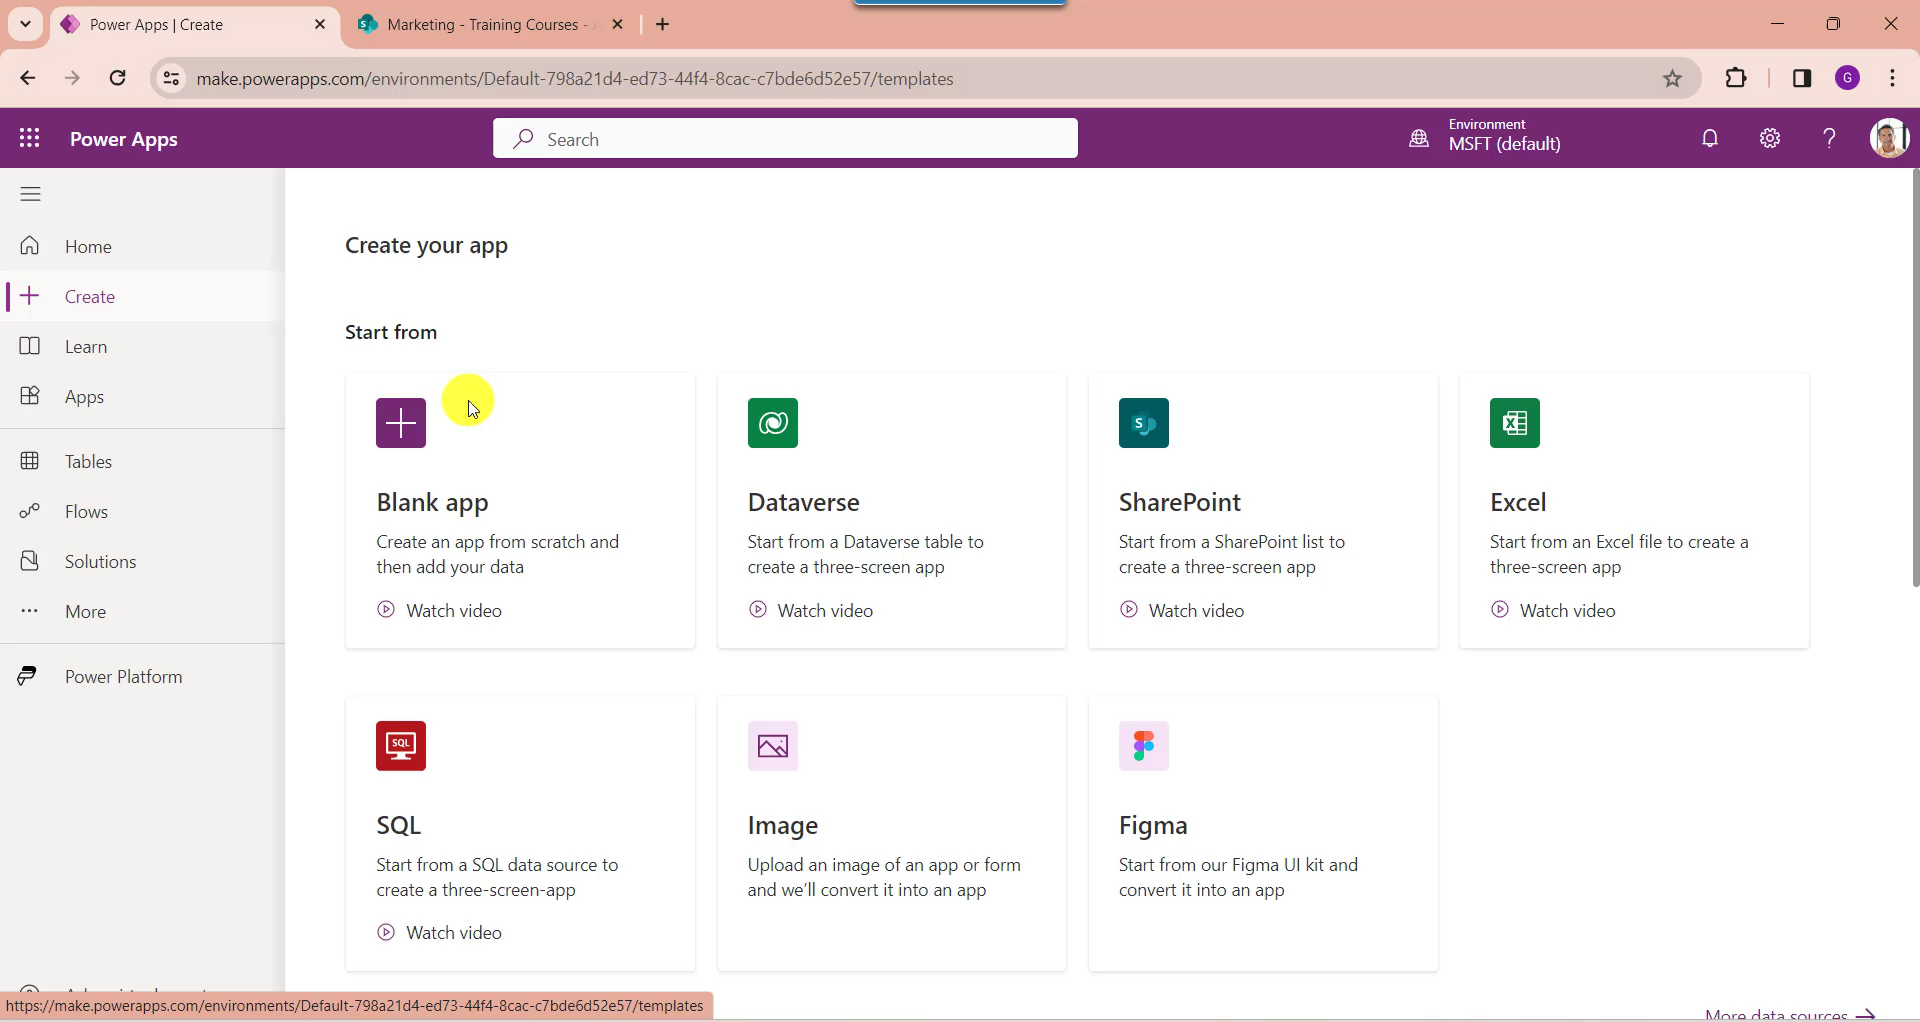 Power Apps | Create
Marketing - Training Courses -
make.powerapps.com/environments/Default-798a21d4-ed73-44f4-8cac-c7bde6d52e57/templates
G
Power Apps
Search
Environment
MSFT (default)
Home
Create
Learn
Apps
Tables
Flows
Solutions
More
Power Platform
Create your app
Start from
Blank app
Create an app from scratch and
then add your data
Watch video
Dataverse
Start from a Dataverse table to
create a three-screen app
Watch video
SharePoint
Start from a SharePoint list to
create a three-screen app
Watch video
Excel
Start from an Excel file to create a
three-screen app
Watch video
SQL
SQL
Start from a SQL data source to
create a three-screen-app
Watch video
Image
Upload an image of an app or form
and we'll convert it into an app
Figma
Start from our Figma UI kit and
convert it into an app
More data sources
https://make.powerapps.com/environments/Default-798a21d4-ed73-44f4-8cac-c7bde6d52e57/templates